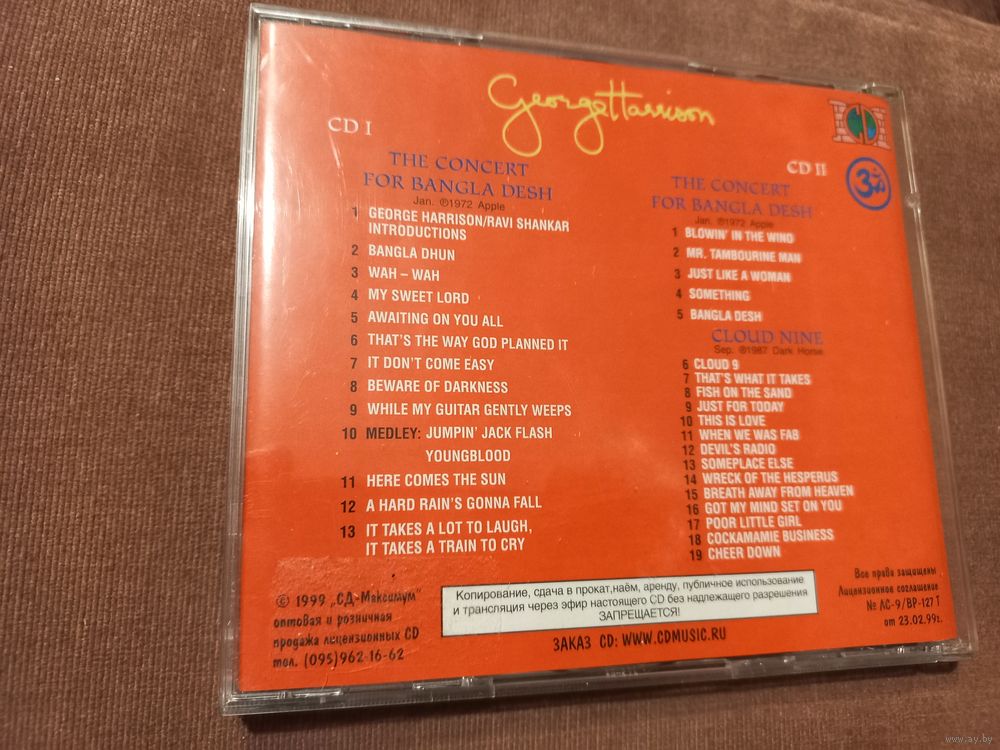 George Harrison
CD I
THE CONCERT
FOR BANGLA DESH
Jan. ℗1972 Apple
1 GEORGE HARRISON/RAVI SHANKAR
INTRODUCTIONS
2 BANGLA DHUN
3 WAH – WAH
4 MY SWEET LORD
5 AWAITING ON YOU ALL
6 THAT'S THE WAY GOD PLANNED IT
7 IT DON'T COME EASY
8 BEWARE OF DARKNESS
9 WHILE MY GUITAR GENTLY WEEPS
10 MEDLEY: JUMPIN' JACK FLASH
YOUNGBLOOD
11 HERE COMES THE SUN
12 A HARD RAIN'S GONNA FALL
13 IT TAKES A LOT TO LAUGH,
IT TAKES A TRAIN TO CRY
CD II
CD
ॐ
THE CONCERT
FOR BANGLA DESH
Jan. ℗1972 Apple
1 BLOWIN' IN THE WIND
2 MR. TAMBOURINE MAN
3 JUST LIKE A WOMAN
4 SOMETHING
5 BANGLA DESH
CLOUD NINE
Sep. ℗1987 Dark Horse
6 CLOUD 9
7 THAT'S WHAT IT TAKES
8 FISH ON THE SAND
9 JUST FOR TODAY
10 THIS IS LOVE
11 WHEN WE WAS FAB
12 DEVIL'S RADIO
13 SOMEPLACE ELSE
14 WRECK OF THE HESPERUS
15 BREATH AWAY FROM HEAVEN
16 GOT MY MIND SET ON YOU
17 POOR LITTLE GIRL
18 COCKAMAMIE BUSINESS
19 CHEER DOWN
© 1999 „СД-Максимум"
оптовая и розничная
продажа лицензионных CD
тел. (095)962-16-62
Копирование, сдача в прокат,наём, аренду, публичное использование
и трансляция через эфир настоящего CD без надлежащего разрешения
ЗАПРЕЩАЕТСЯ!
ЗАКАЗ CD: WWW.CDMUSIC.RU
Все права защищены
Лицензионное соглашение
№ ЛС-9/ВР-127 Т
от 23.02.99г.
www.ay.by